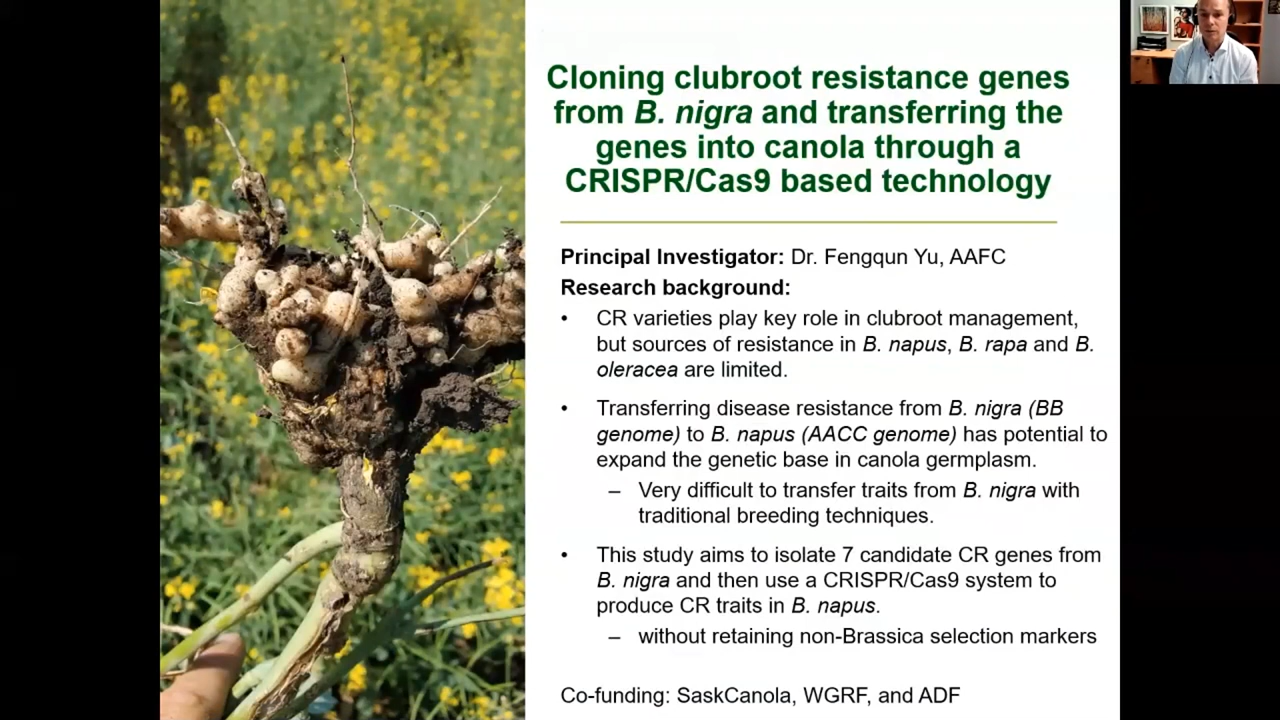 Cloning clubroot resistance genes
from B. nigra and transferring the
genes into canola through a
CRISPR/Cas9 based technology
Principal Investigator: Dr. Fengqun Yu, AAFC
Research background:
• CR varieties play key role in clubroot management,
but sources of resistance in B. napus, B. rapa and B.
oleracea are limited.
• Transferring disease resistance from B. nigra (BB
genome) to B. napus (AACC genome) has potential to
expand the genetic base in canola germplasm.
– Very difficult to transfer traits from B. nigra with
traditional breeding techniques.
• This study aims to isolate 7 candidate CR genes from
B. nigra and then use a CRISPR/Cas9 system to
produce CR traits in B. napus.
– without retaining non-Brassica selection markers
Co-funding: SaskCanola, WGRF, and ADF